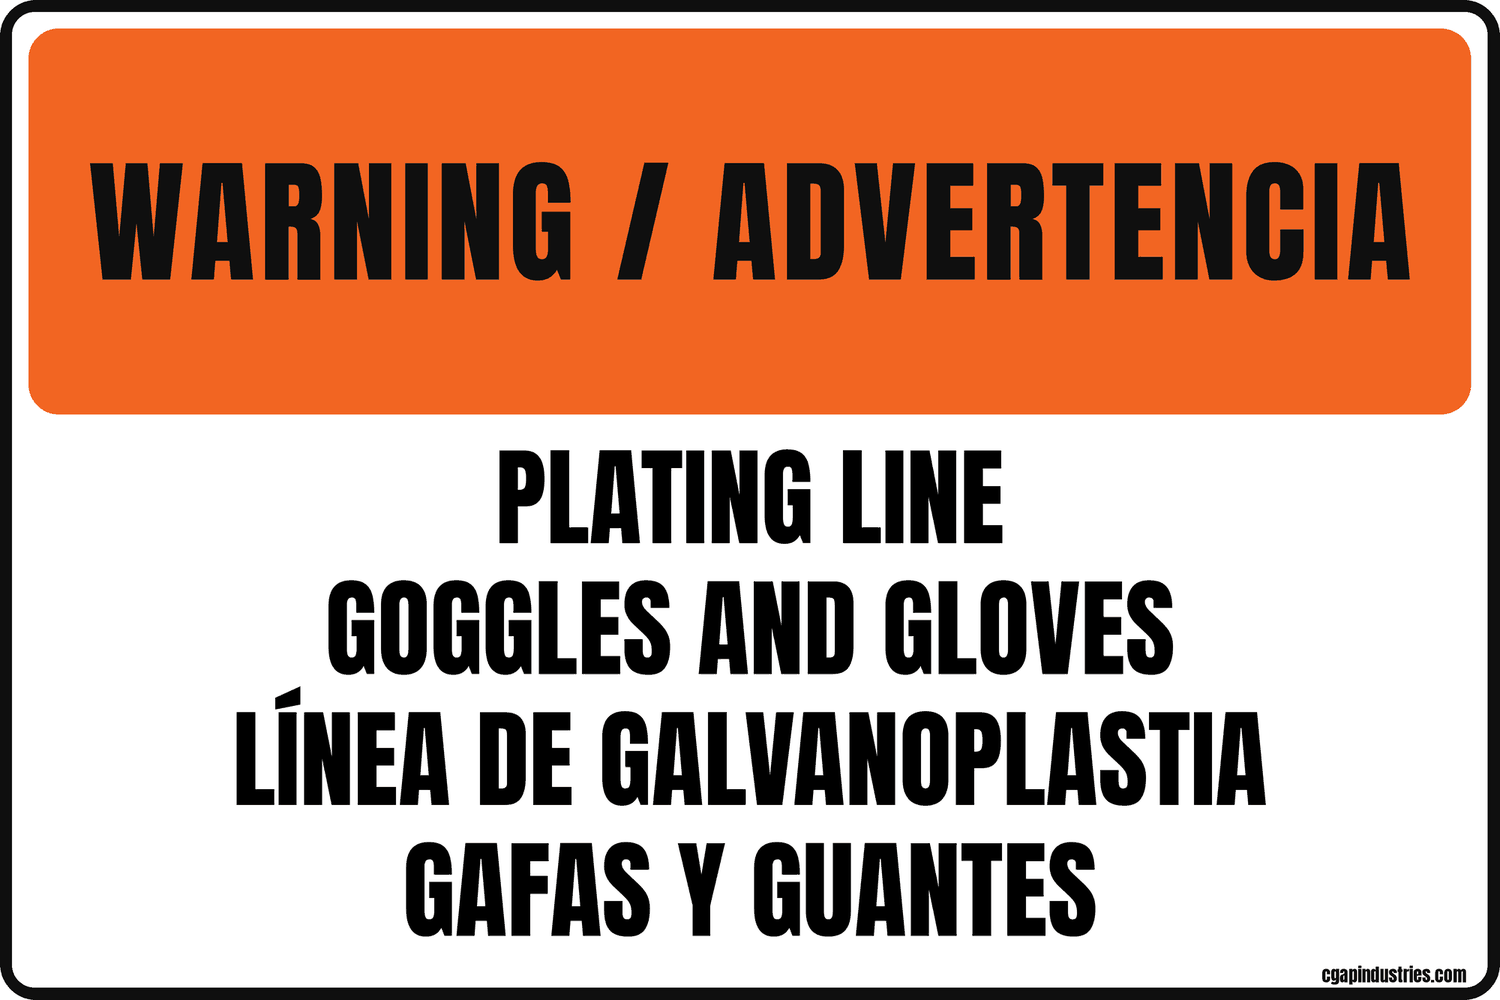 WARNING / ADVERTENCIA
PLATING LINE
GOGGLES AND GLOVES
LÍNEA DE GALVANOPLASTIA
GAFAS Y GUANTES
cgapindustries.com